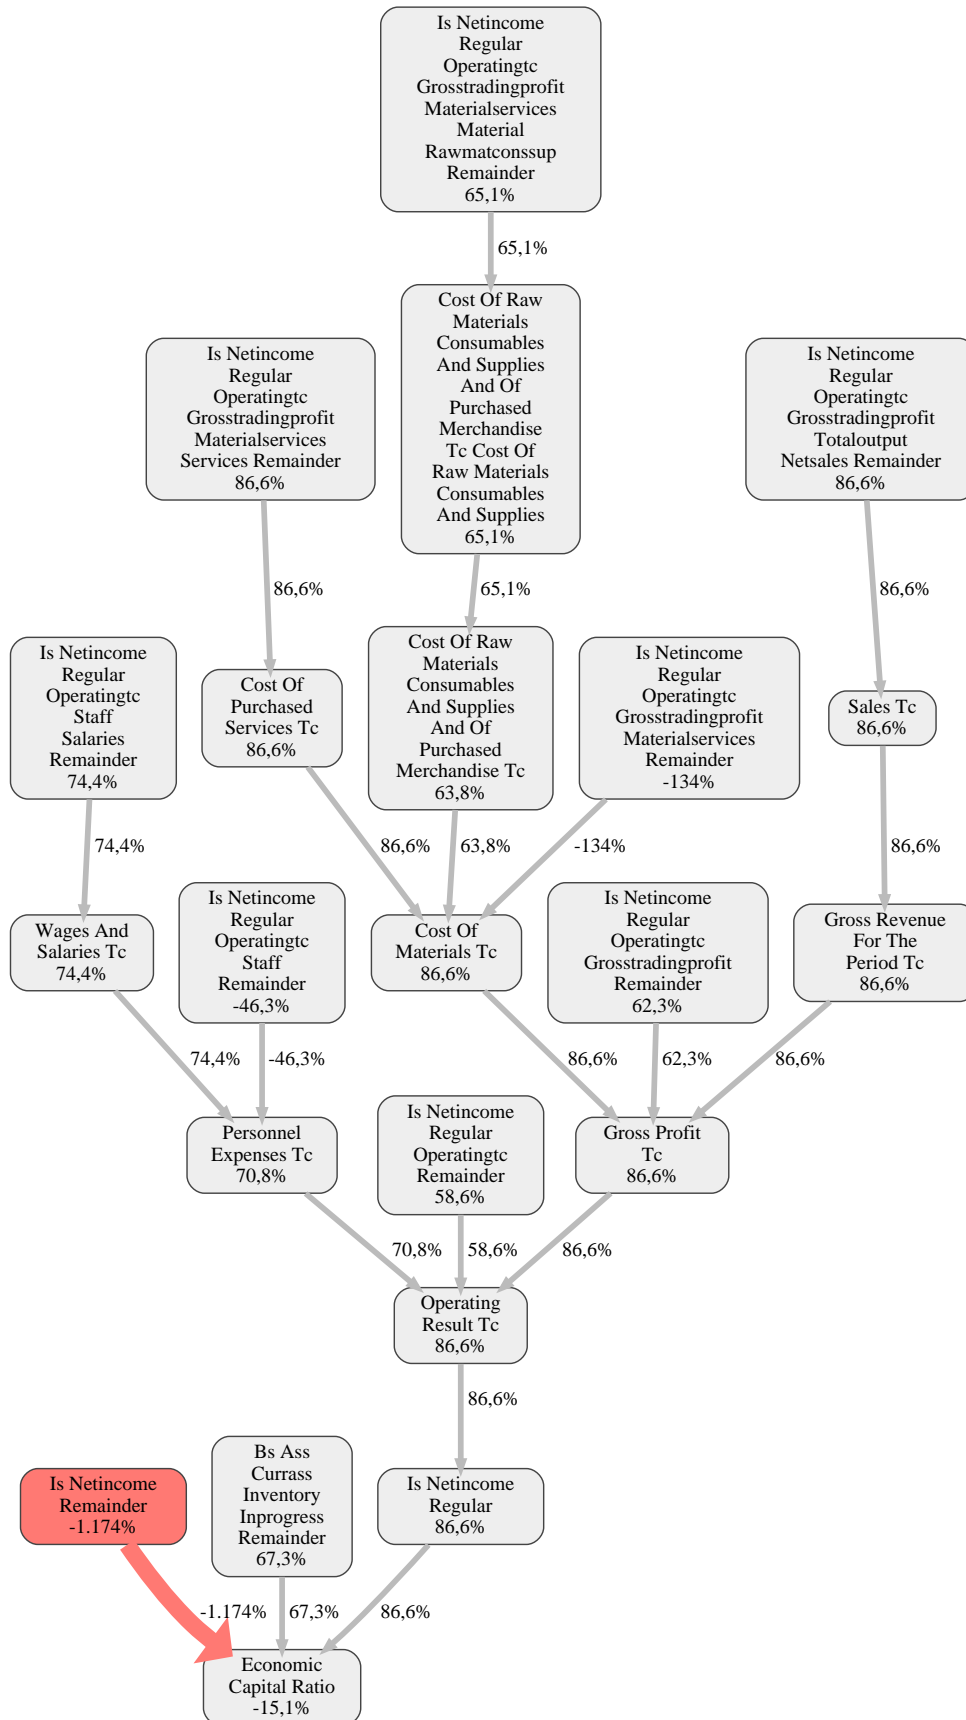 Is Netincome
Regular
Operatingtc
Grosstradingprofit
Materialservices
Material
Rawmatconssup
Remainder
65,1%
65,1%
Cost Of Raw
Materials
Consumables
And Supplies
And Of
Purchased
Merchandise
Tc Cost Of
Raw Materials
Consumables
And Supplies
65,1%
Is Netincome
Regular
Operatingtc
Grosstradingprofit
Materialservices
Services Remainder
86,6%
Is Netincome
Regular
Operatingtc
Grosstradingprofit
Totaloutput
Netsales Remainder
86,6%
86,6%
65,1%
86,6%
Is Netincome
Regular
Operatingtc
Staff
Salaries
Remainder
74,4%
Cost Of
Purchased
Services Tc
86,6%
Cost Of Raw
Materials
Consumables
And Supplies
And Of
Purchased
Merchandise Tc
63,8%
Is Netincome
Regular
Operatingtc
Grosstradingprofit
Materialservices
Remainder
-134%
Sales Tc
86,6%
74,4%
86,6%
63,8%
-134%
86,6%
Wages And
Salaries Tc
74,4%
Is Netincome
Regular
Operatingtc
Staff
Remainder
-46,3%
Cost Of
Materials Tc
86,6%
Is Netincome
Regular
Operatingtc
Grosstradingprofit
Remainder
62,3%
Gross Revenue
For The
Period Tc
86,6%
74,4%
-46,3%
86,6%
62,3%
86,6%
Personnel
Expenses Tc
70,8%
Is Netincome
Regular
Operatingtc
Remainder
58,6%
Gross Profit
Tc
86,6%
70,8%
58,6%
86,6%
Operating
Result Tc
86,6%
86,6%
Is Netincome
Remainder
-1.174%
Bs Ass
Currass
Inventory
Inprogress
Remainder
67,3%
Is Netincome
Regular
86,6%
-1.174%
67,3%
86,6%
Economic
Capital Ratio
-15,1%